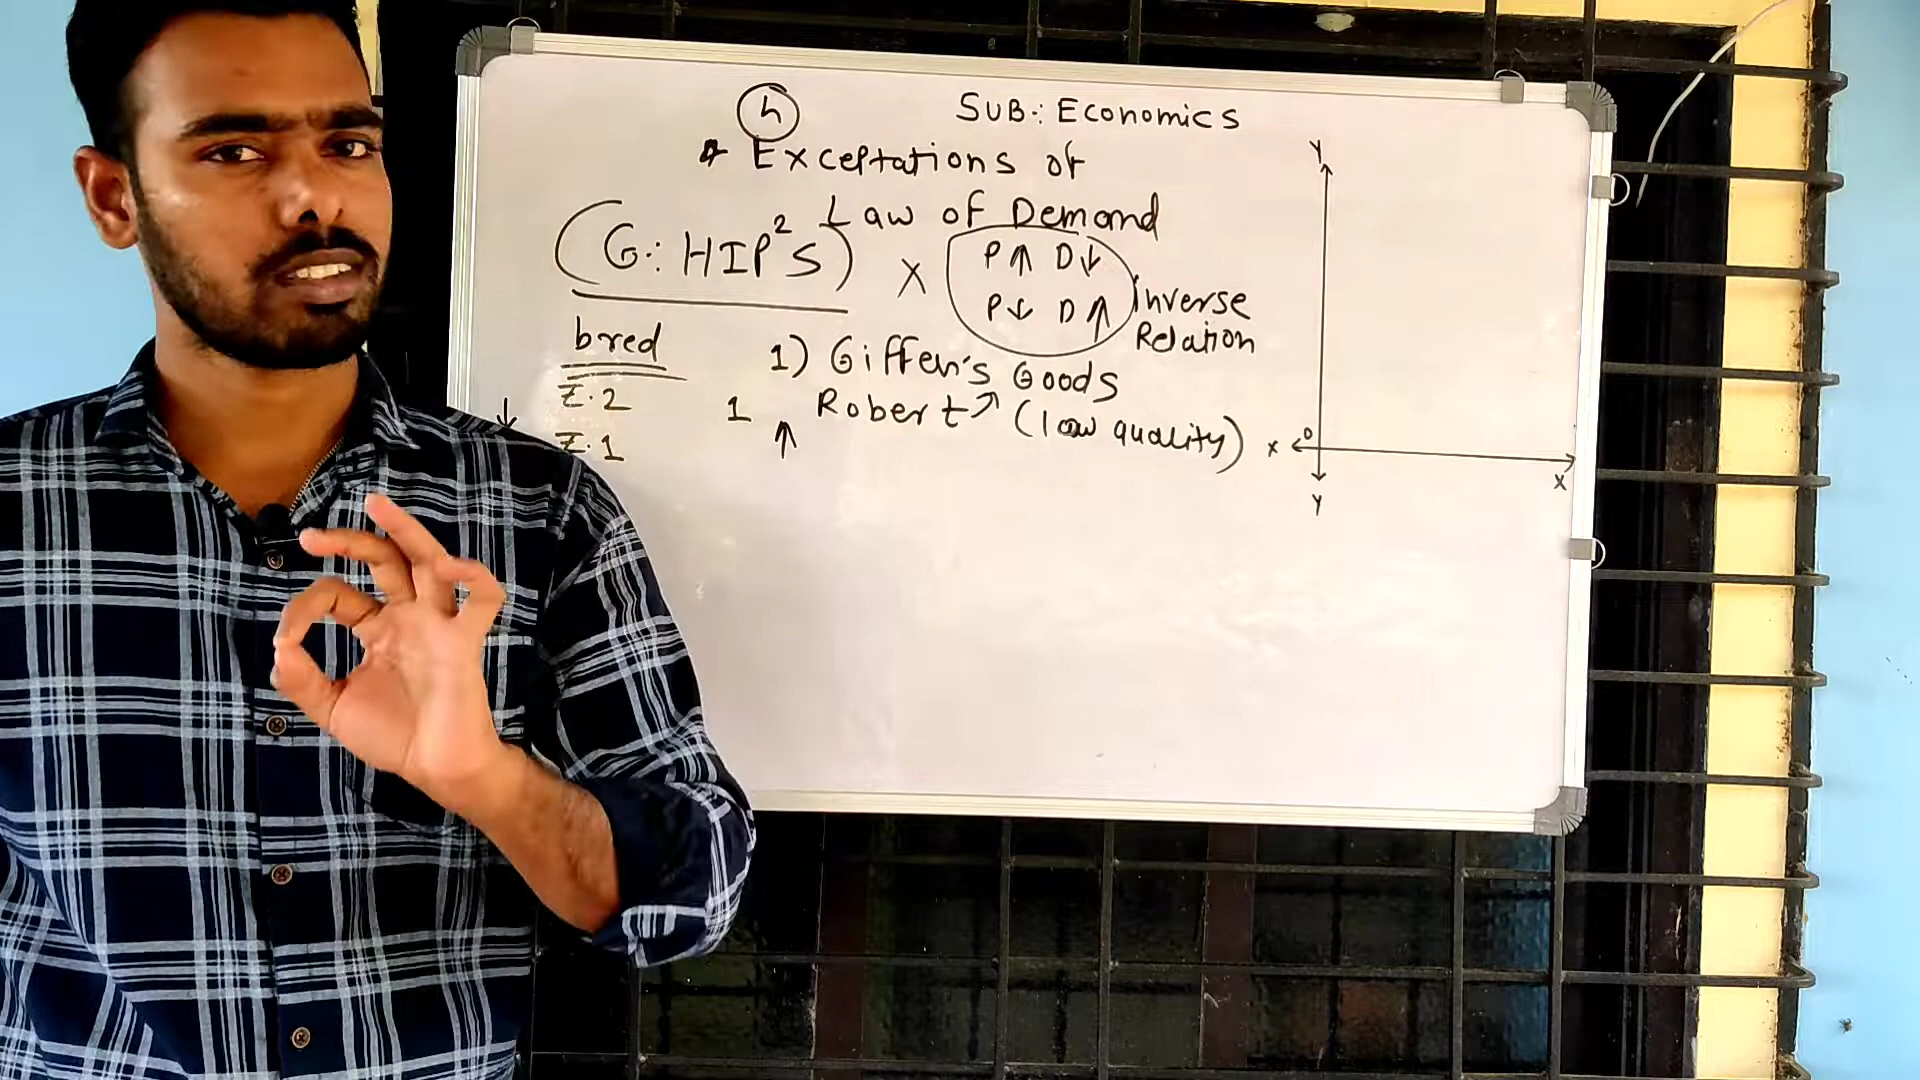 h
SUB.: Economics
* Exceptations of
Law of Demand
(G.: HIP²S) X
P↑ D↓
P↓ D↑
inverse
Relation
bred
1) Giffen's Goods
Robert↗ (low quality)
↓ Z.2 1 ↑
Z.1
Y
X O X
Y